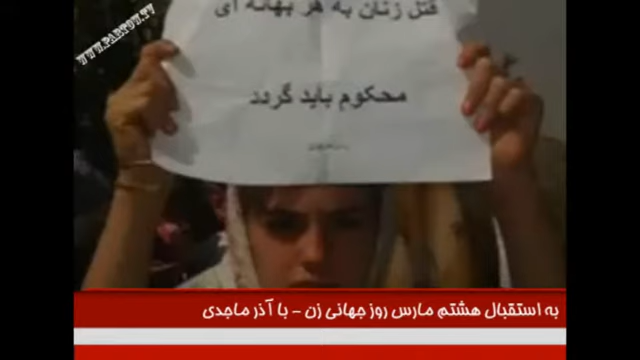 WWW.PARTOW.TV
قتل زنان به هر بهانه ای
محکوم باید گردد
به استقبال هشتم مارس روز جهانی زن - با آذر ماجدی